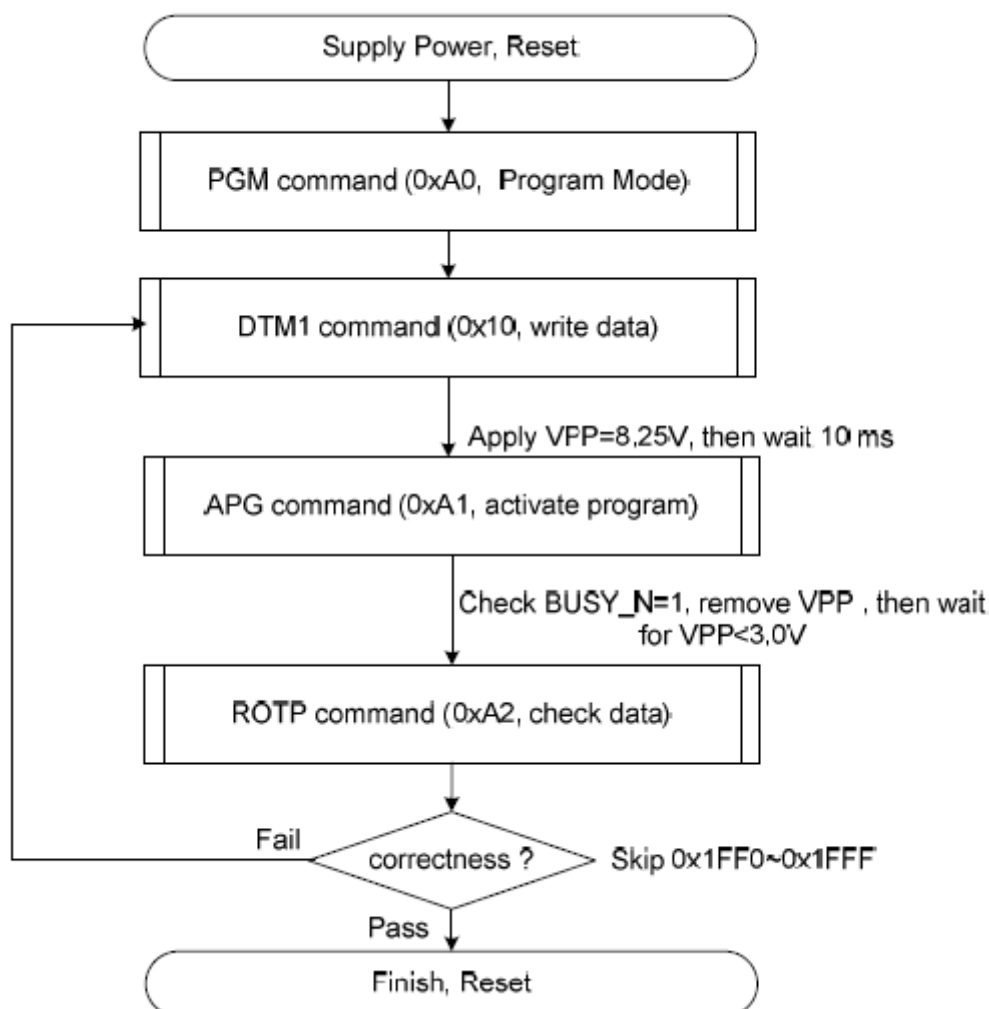 Supply Power, Reset
PGM command (0xA0, Program Mode)
DTM1 command (0x10, write data)
Apply VPP=8,25V, then wait 10 ms
APG command (0xA1, activate program)
Check BUSY_N=1, remove VPP , then wait
for VPP<3,0V
ROTP command (0xA2, check data)
Fail
correctness ?
Skip 0x1FF0~0x1FFF
Pass
Finish, Reset